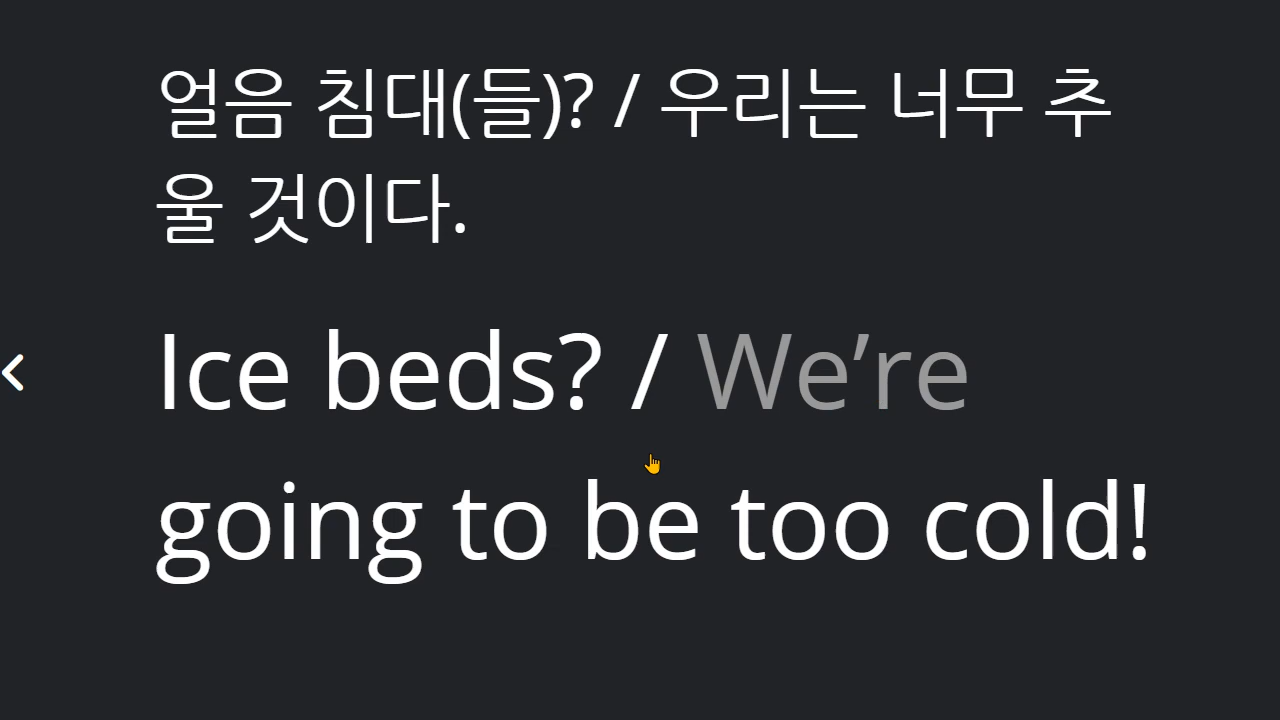 얼음 침대(들)? / 우리는 너무 추
울 것이다.
Ice beds? / We’re
going to be too cold!